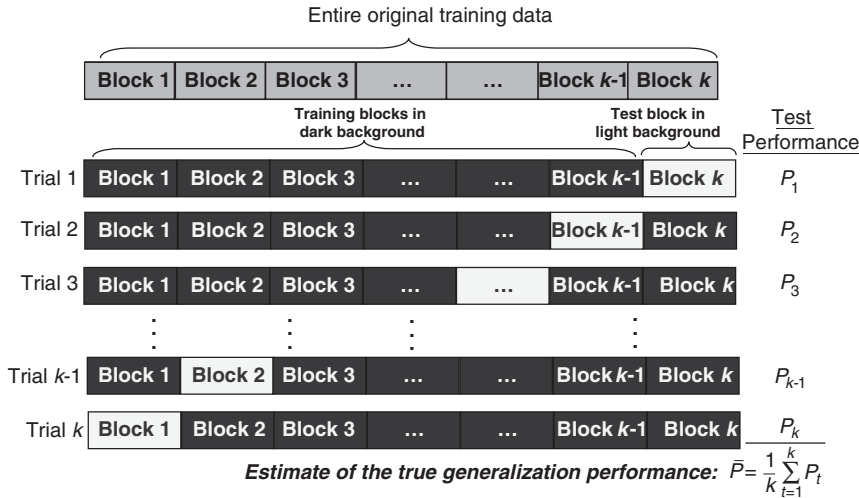 Entire original training data
Block 1 Block 2 Block 3 ... ... Block k-1 Block k
Training blocks in dark background
Test block in light background
Test Performance
Trial 1 Block 1 Block 2 Block 3 ... ... Block k-1 Block k P₁
Trial 2 Block 1 Block 2 Block 3 ... ... Block k-1 Block k P₂
Trial 3 Block 1 Block 2 Block 3 ... ... Block k-1 Block k P₃
⋮ ⋮ ⋮ ⋮
Trial k-1 Block 1 Block 2 Block 3 ... ... Block k-1 Block k Pₖ₋₁
Trial k Block 1 Block 2 Block 3 ... ... Block k-1 Block k Pₖ
Estimate of the true generalization performance: P̄ = 1/k ∑ₜ₌₁ᵏ Pₜ